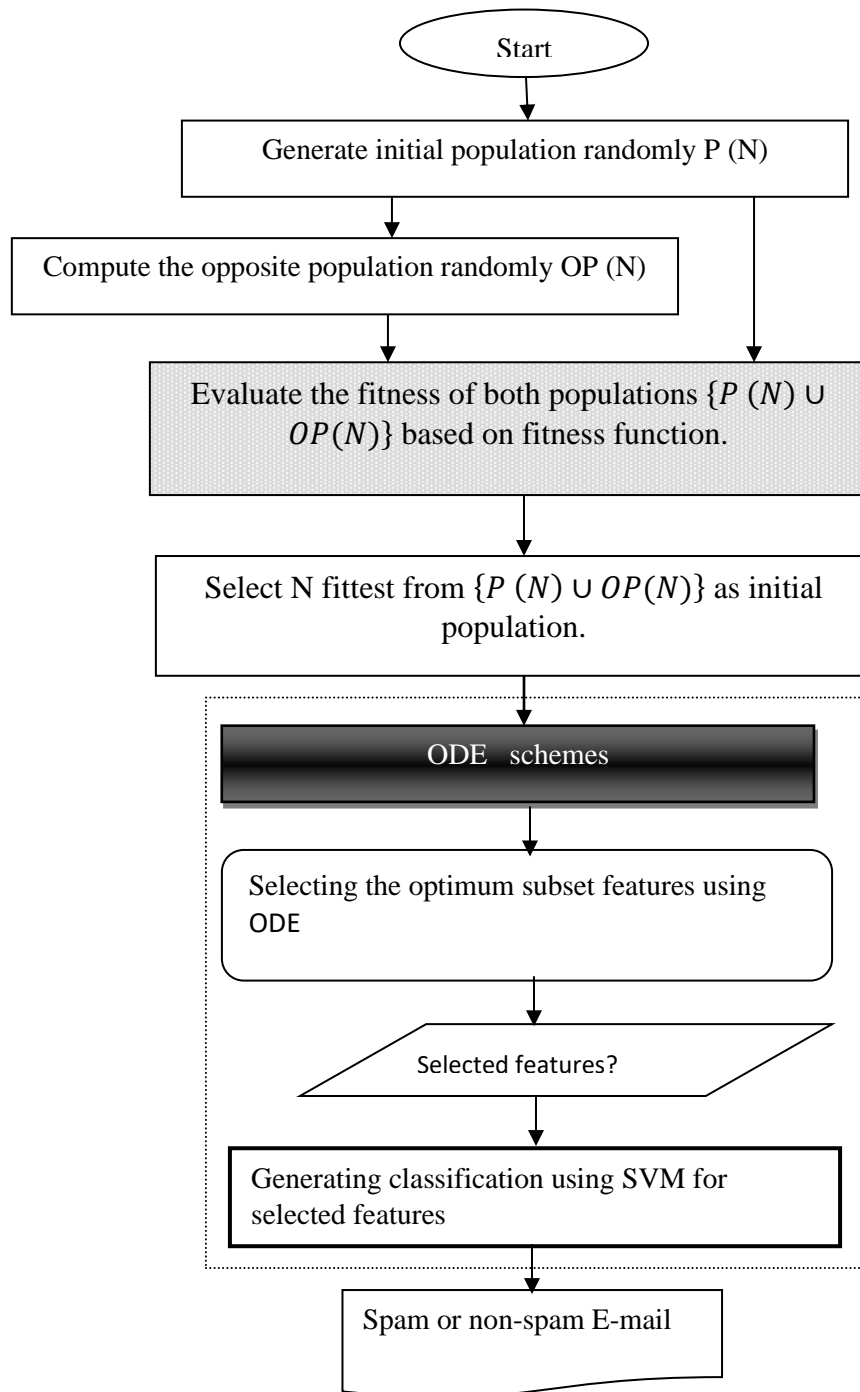 Start
Generate initial population randomly P (N)
Compute the opposite population randomly OP (N)
Evaluate the fitness of both populations {𝑃 (𝑁) ∪
𝑂𝑃(𝑁)} based on fitness function.
Select N fittest from {𝑃 (𝑁) ∪ 𝑂𝑃(𝑁)} as initial
population.
ODE schemes
Selecting the optimum subset features using
ODE
Selected features?
Generating classification using SVM for
selected features
Spam or non-spam E-mail